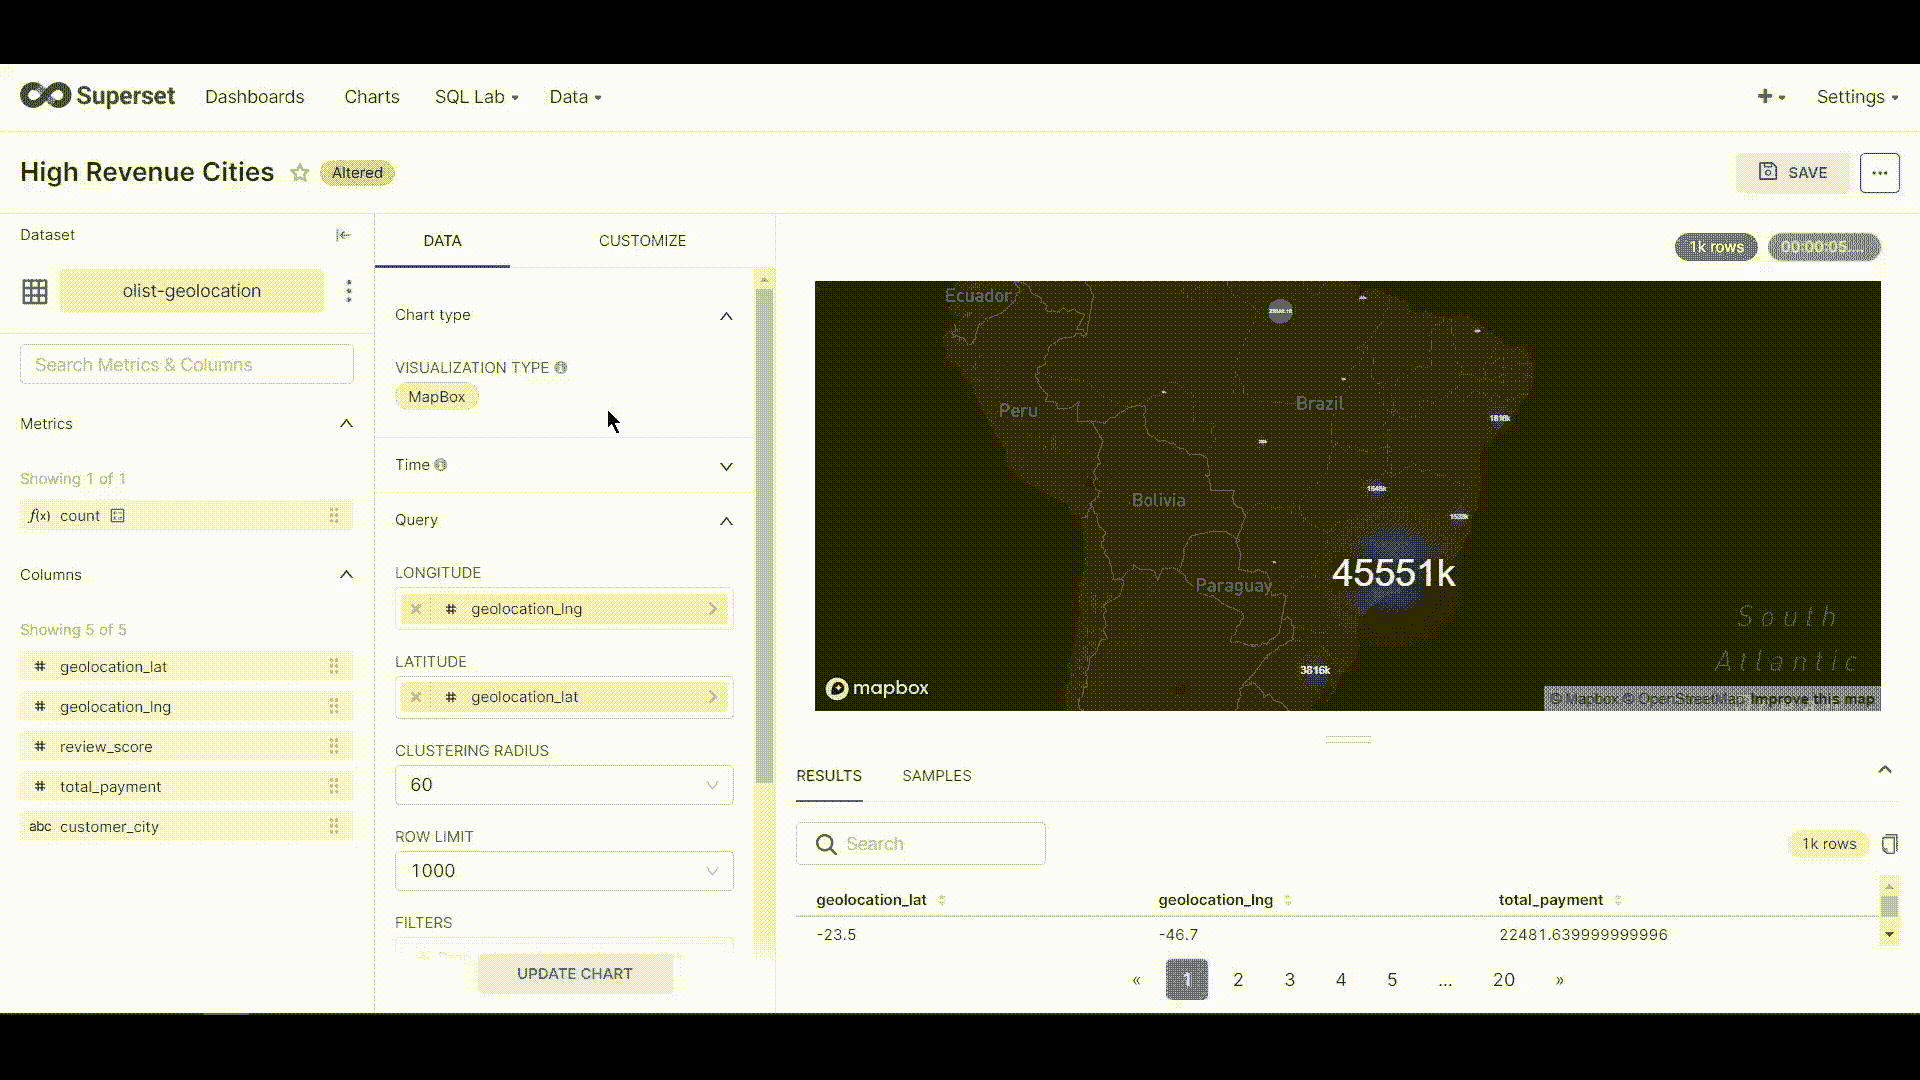 Superset Dashboards Charts SQL Lab Data Settings
High Revenue Cities Altered SAVE
Dataset
olist-geolocation
Search Metrics & Columns
Metrics
Showing 1 of 1
f(x) count
Columns
Showing 5 of 5
# geolocation_lat
# geolocation_lng
# review_score
# total_payment
abc customer_city
DATA CUSTOMIZE
Chart type
VISUALIZATION TYPE
MapBox
Time
Query
LONGITUDE
# geolocation_lng
LATITUDE
# geolocation_lat
CLUSTERING RADIUS
60
ROW LIMIT
1000
FILTERS
UPDATE CHART
1k rows 00:00:05....
Ecuador
Peru
Brazil
Bolivia
Paraguay
45551k
3816k
South
Atlantic
mapbox
© Mapbox © OpenStreetMap Improve this map
RESULTS SAMPLES
Search
1k rows
geolocation_lat geolocation_lng total_payment
-23.5 -46.7 22481.639999999996
« 1 2 3 4 5 ... 20 »